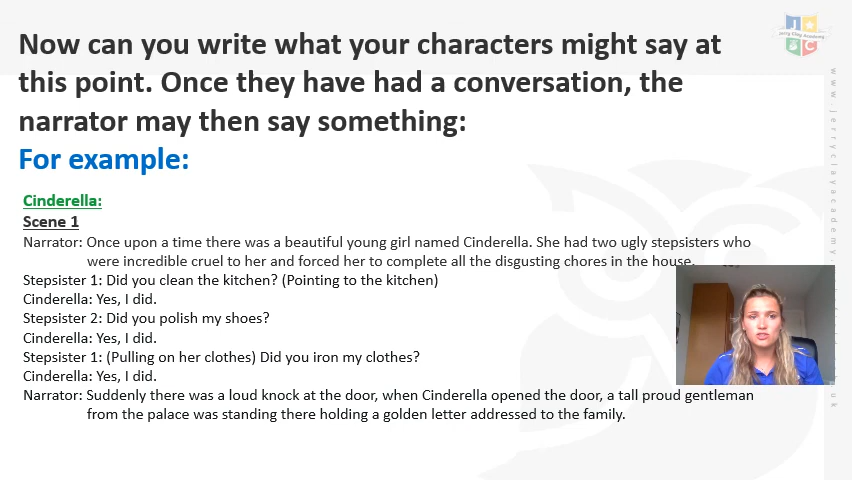 Now can you write what your characters might say at
this point. Once they have had a conversation, the
narrator may then say something:
For example:
Cinderella:
Scene 1
Narrator: Once upon a time there was a beautiful young girl named Cinderella. She had two ugly stepsisters who
were incredible cruel to her and forced her to complete all the disgusting chores in the house.
Stepsister 1: Did you clean the kitchen? (Pointing to the kitchen)
Cinderella: Yes, I did.
Stepsister 2: Did you polish my shoes?
Cinderella: Yes, I did.
Stepsister 1: (Pulling on her clothes) Did you iron my clothes?
Cinderella: Yes, I did.
Narrator: Suddenly there was a loud knock at the door, when Cinderella opened the door, a tall proud gentleman
from the palace was standing there holding a golden letter addressed to the family.
J
C
Jerry Clay Academy
www.jerryclayacademy.
uk